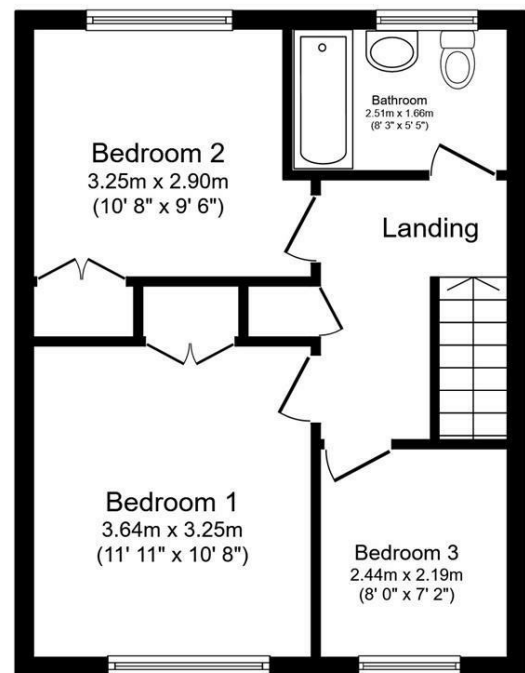 Bathroom
2.51m x 1.66m
(8' 3" x 5' 5")
Bedroom 2
3.25m x 2.90m
(10' 8" x 9' 6")
Landing
Bedroom 1
3.64m x 3.25m
(11' 11" x 10' 8")
Bedroom 3
2.44m x 2.19m
(8' 0" x 7' 2")